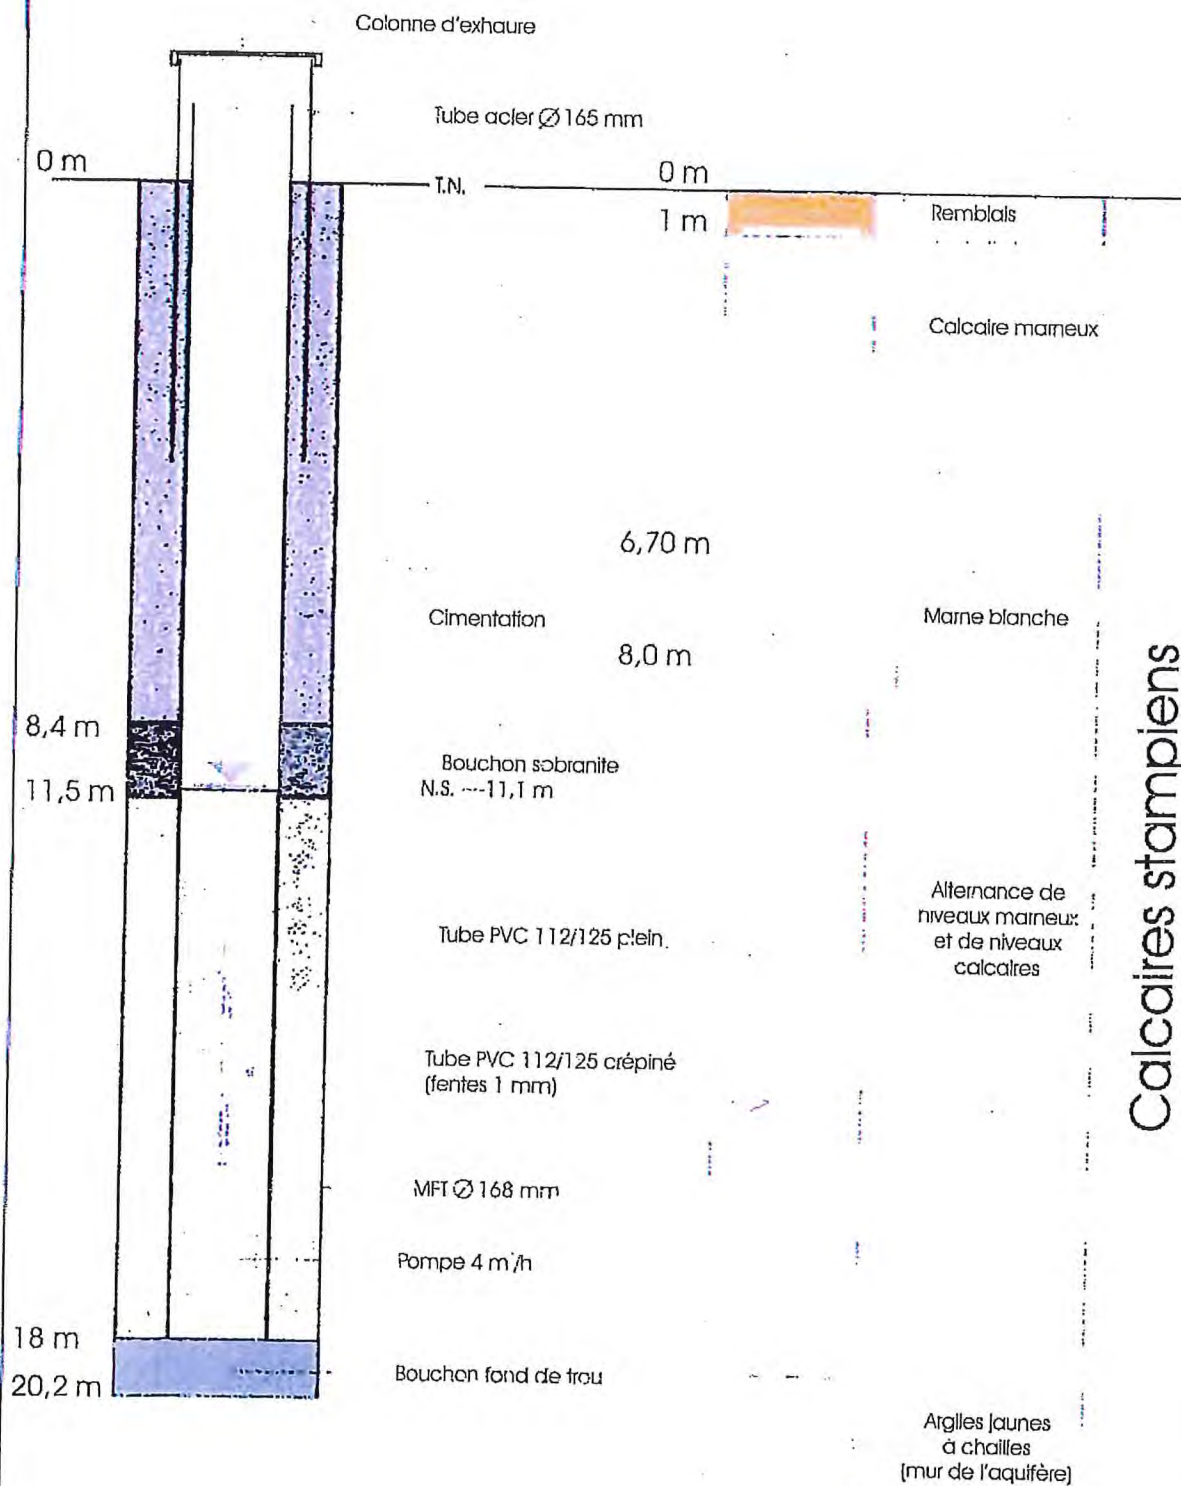 Colonne d'exhaure
Tube acier Ø 165 mm
0 m
T.N.
0 m
1 m
Remblais
Calcaire marneux
6,70 m
Cimentation
Marne blanche
8,0 m
8,4 m
Bouchon sobranite
11,5 m
N.S. ---11,1 m
Alternance de
niveaux marneux
et de niveaux
calcaires
Tube PVC 112/125 plein
Calcaires stampiens
Tube PVC 112/125 crépiné
(fentes 1 mm)
MFT Ø 168 mm
Pompe 4 m³/h
18 m
Bouchon fond de trou
20,2 m
Argiles jaunes
à chailles
(mur de l'aquifère)